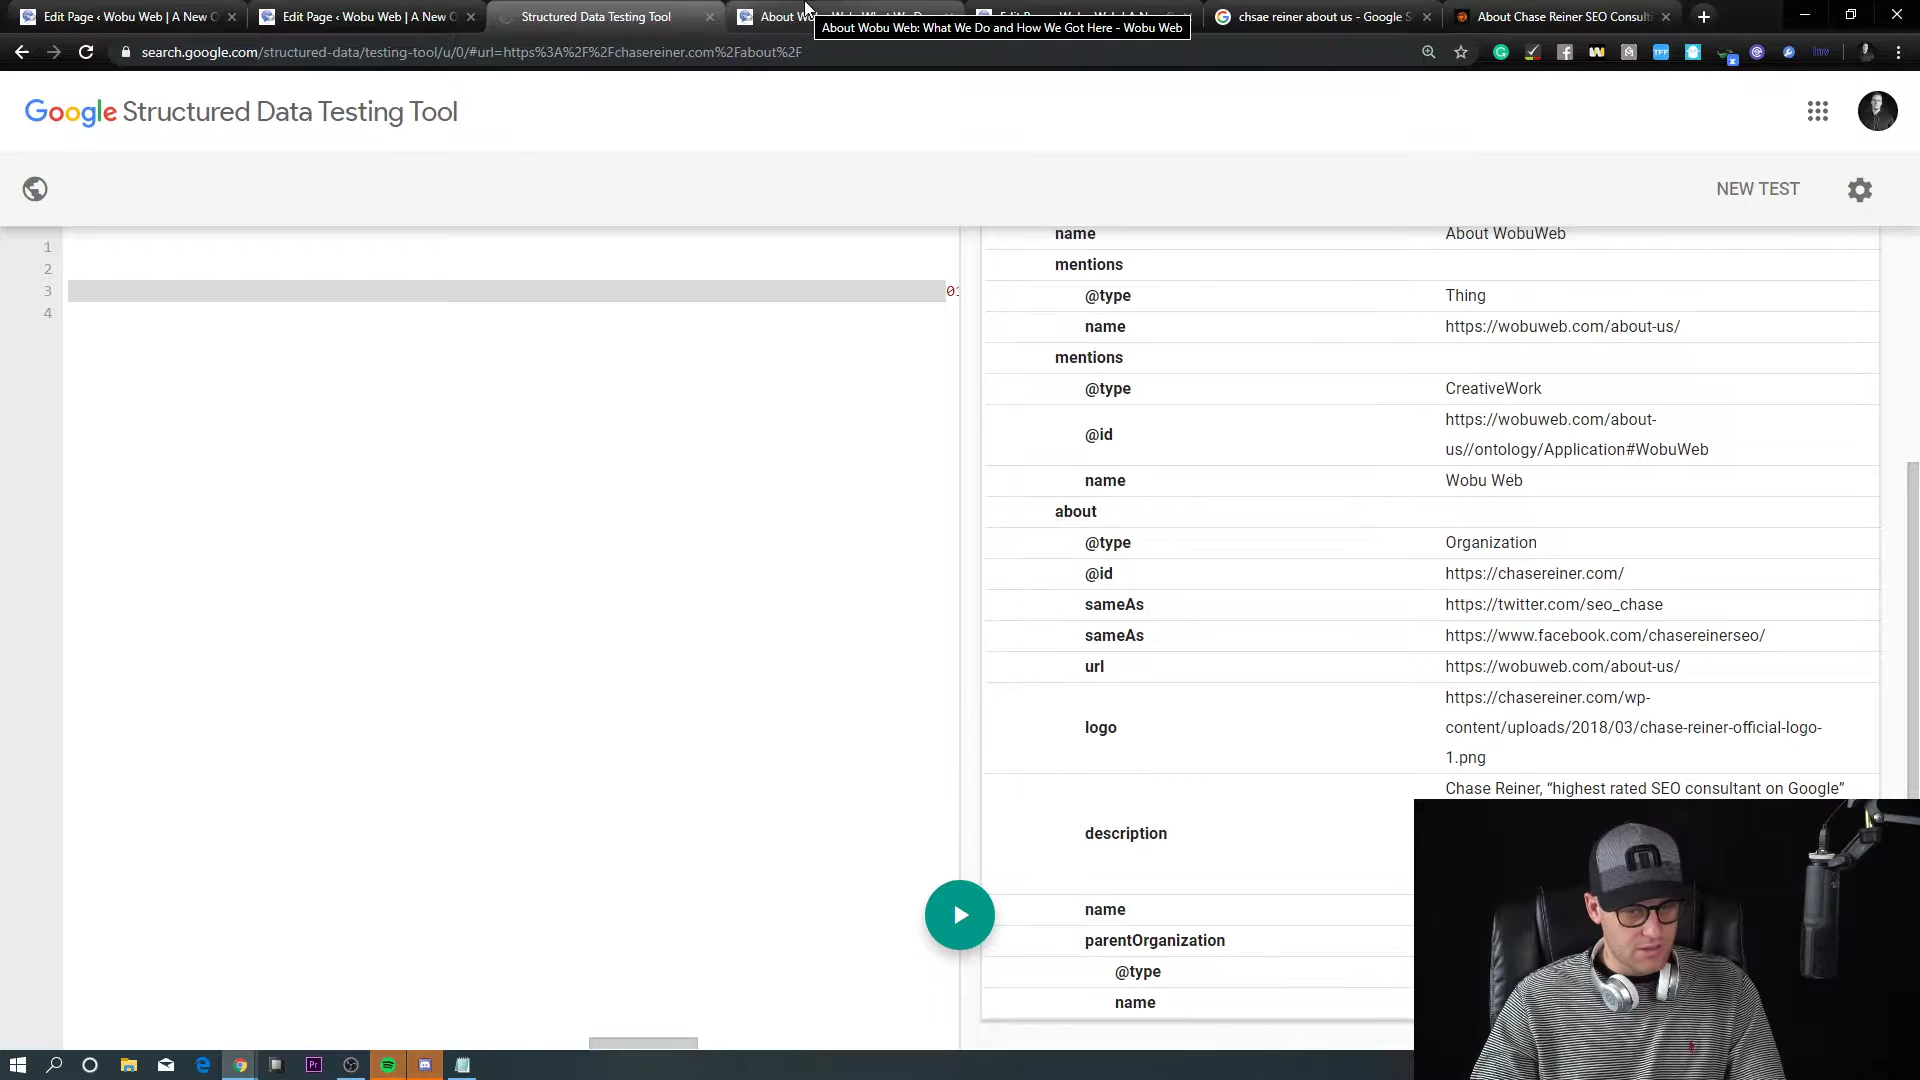 Edit Page ‹ Wobu Web | A New O
Edit Page ‹ Wobu Web | A New O
Structured Data Testing Tool
About W
chsae reiner about us - Google S
About Chase Reiner SEO Consult
About Wobu Web: What We Do and How We Got Here - Wobu Web
search.google.com/structured-data/testing-tool/u/0/#url=https%3A%2F%2Fchasereiner.com%2Fabout%2F
Google Structured Data Testing Tool
NEW TEST
1
2
3
4
name About WobuWeb
mentions
@type Thing
name https://wobuweb.com/about-us/
mentions
@type CreativeWork
@id https://wobuweb.com/about-
us//ontology/Application#WobuWeb
name Wobu Web
about
@type Organization
@id https://chasereiner.com/
sameAs https://twitter.com/seo_chase
sameAs https://www.facebook.com/chasereinerseo/
url https://wobuweb.com/about-us/
logo https://chasereiner.com/wp-
content/uploads/2018/03/chase-reiner-official-logo-
1.png
description Chase Reiner, “highest rated SEO consultant on Google”
name
parentOrganization
@type
name